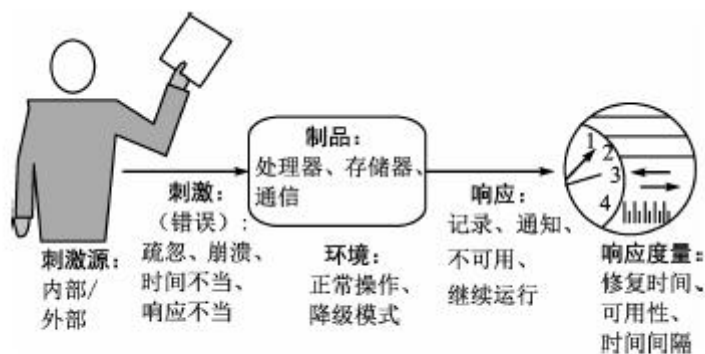 刺激源：
内部/
外部
刺激：
（错误）：
疏忽、崩溃、
时间不当、
响应不当
制品：
处理器、存储器、
通信
环境：
正常操作、
降级模式
响应：
记录、通知、
不可用、
继续运行
1
2
3
4
响应度量：
修复时间、
可用性、
时间间隔